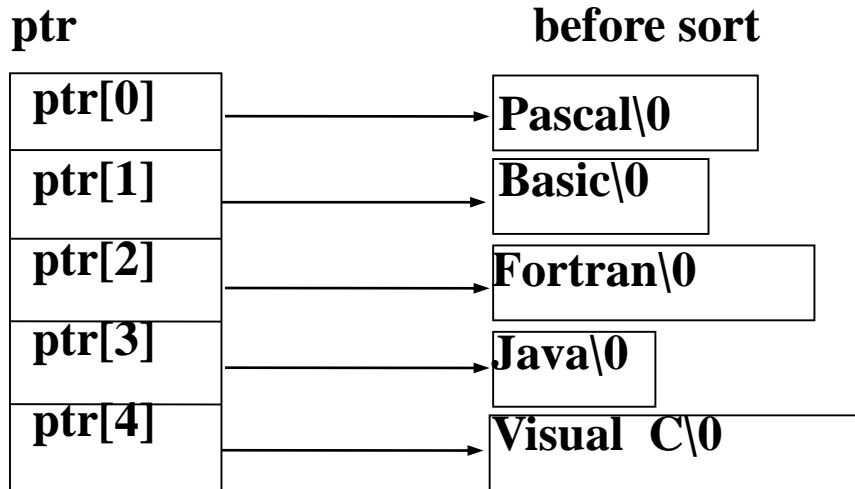 ptr before sort
ptr[0] Pascal\0
ptr[1] Basic\0
ptr[2] Fortran\0
ptr[3] Java\0
ptr[4] Visual  C\0